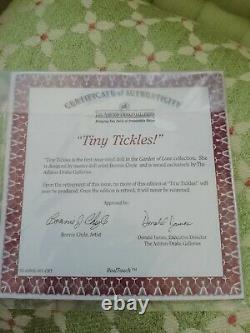 CERTIFICATE OF AUTHENTICITY
The Ashton-Drake Galleries
"Tiny Tickles!"
"Tiny Tickles is the first issue doll in the Garden of Love collection. She
is designed by master doll artist Bonnie Chyle and is issued exclusively by The
Ashton-Drake Galleries.
Upon the retirement of this issue, no more of this edition of "Tiny Tickles" will
ever be produced. Once the edition is retired, it will never be reopened.
Approved by:
Bonnie Chyle, Artist
Executive Director
The Ashton-Drake Galleries
RealTouch™